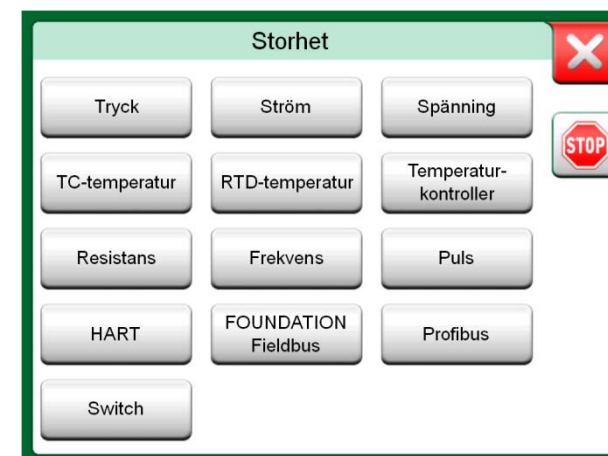 Storhet
Tryck
Ström
Spänning
STOP
TC-temperatur
RTD-temperatur
Temperatur-
kontroller
Resistans
Frekvens
Puls
HART
FOUNDATION
Fieldbus
Profibus
Switch